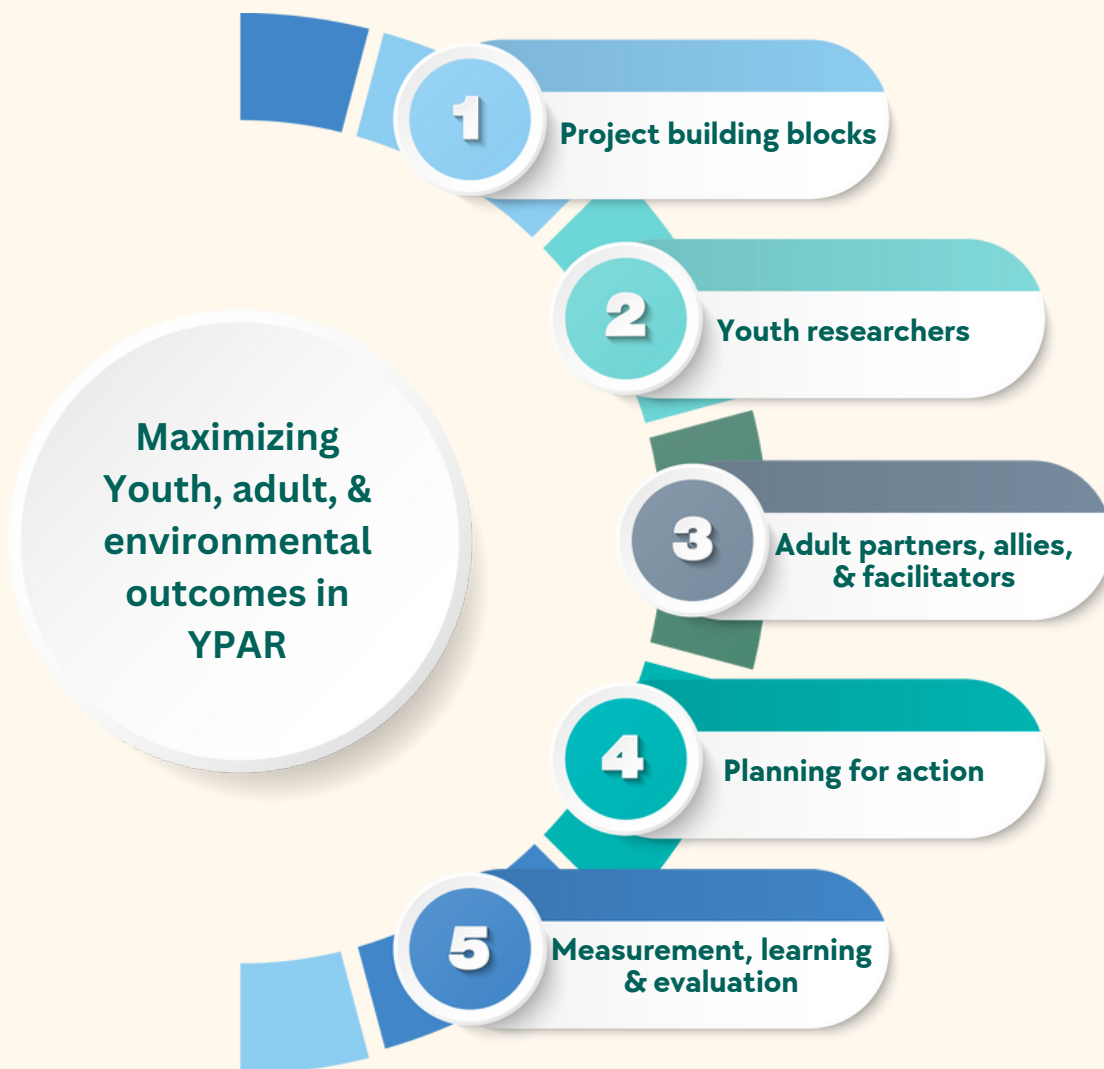 Maximizing
Youth, adult, &
environmental
outcomes in
YPAR
1
Project building blocks
2
Youth researchers
3
Adult partners, allies,
& facilitators
4
Planning for action
5
Measurement, learning
& evaluation